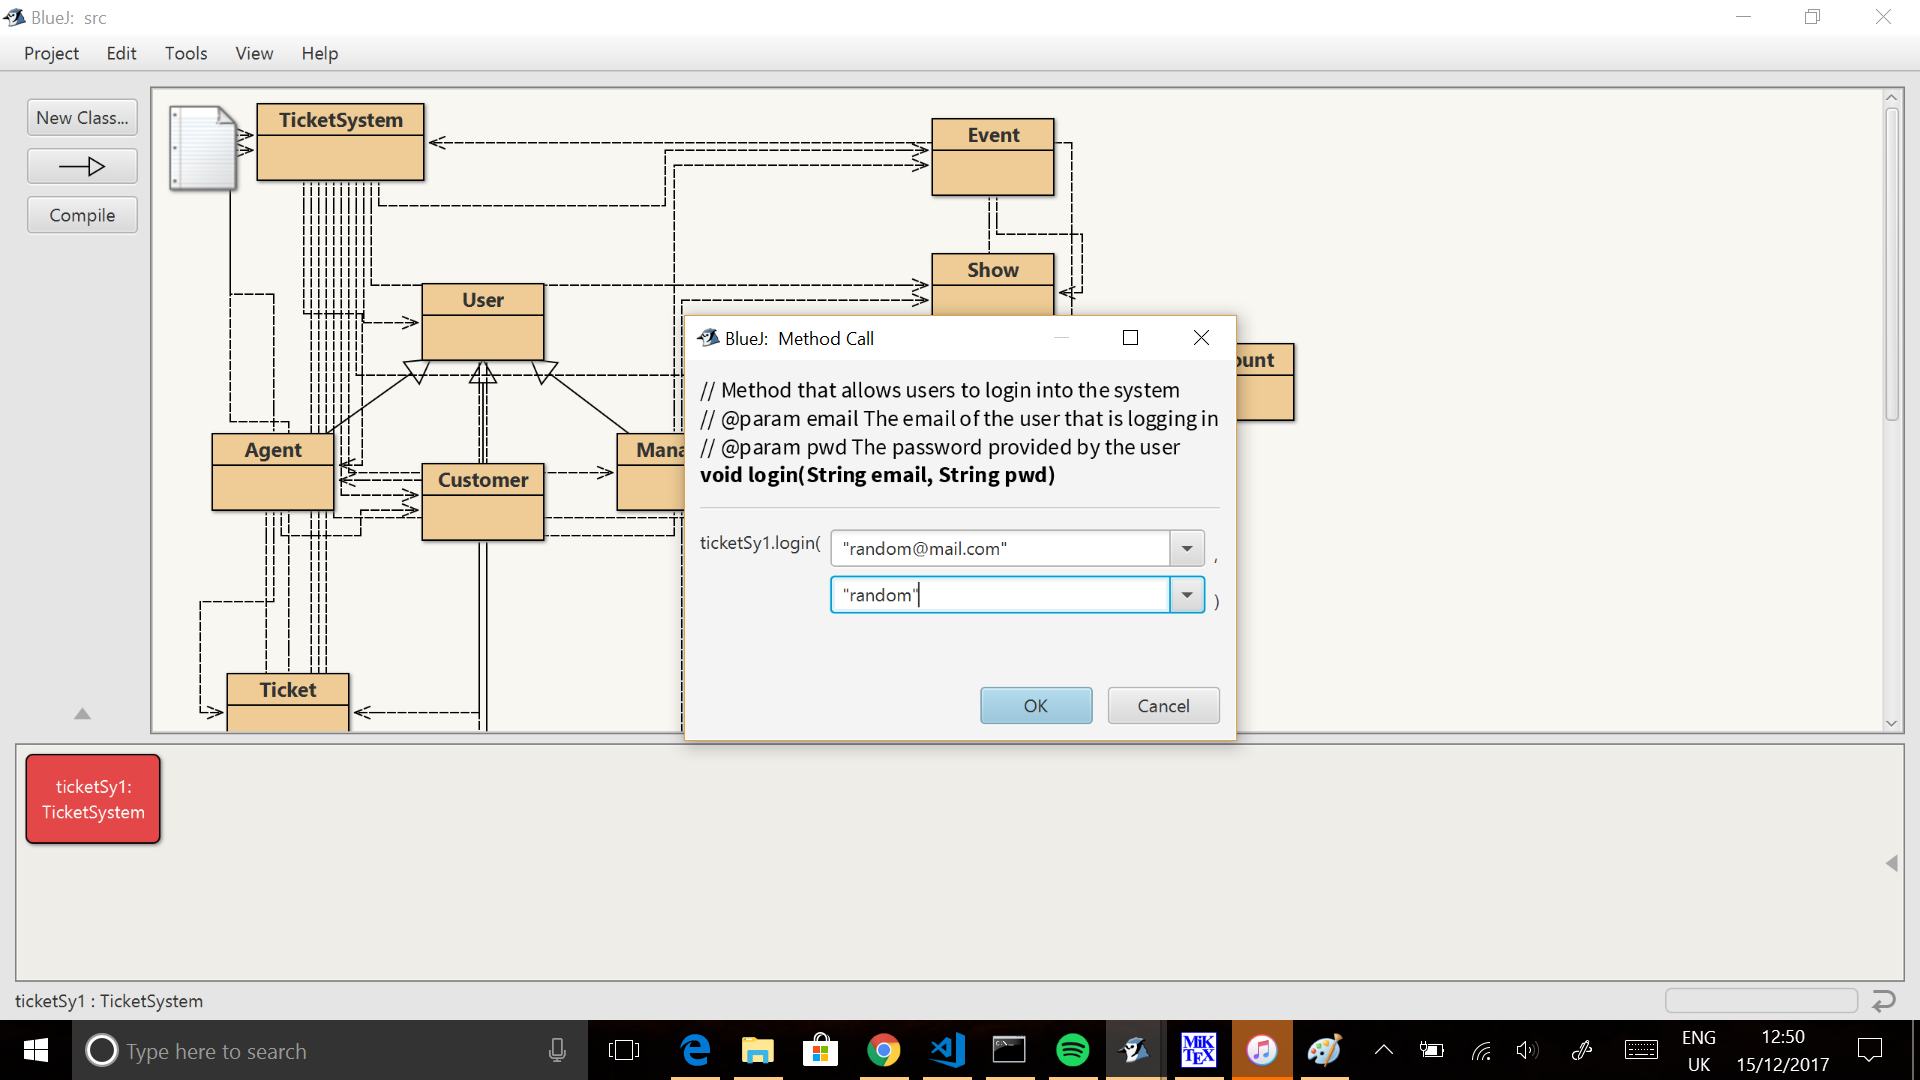 BlueJ: src
Project Edit Tools View Help
New Class...
Compile
TicketSystem
Event
Show
User
Agent
Customer
Mana
ount
Ticket
BlueJ: Method Call
// Method that allows users to login into the system
// @param email The email of the user that is logging in
// @param pwd The password provided by the user
void login(String email, String pwd)
ticketSy1.login( "random@mail.com" ,
"random" )
OK Cancel
ticketSy1:
TicketSystem
ticketSy1 : TicketSystem
Type here to search
MiK
TEX
ENG
UK
12:50
15/12/2017